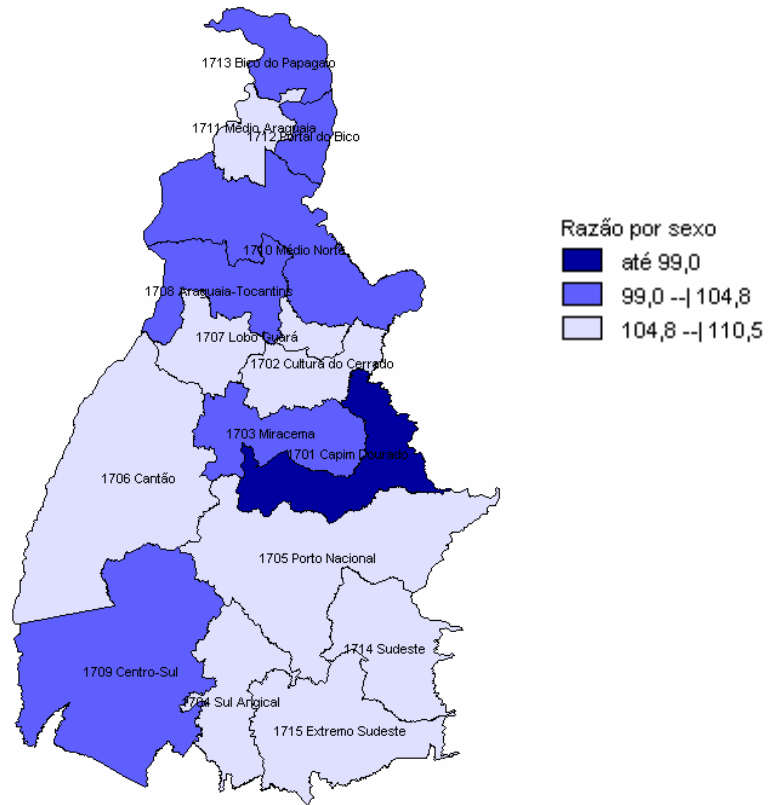 1713 Bico do Papagaio
1711 Médio Araguaia
1712 Portal do Bico
Razão por sexo
até 99,0
99,0 --| 104,8
104,8 --| 110,5
1710 Médio Norte
1708 Araguaia-Tocantins
1707 Lobo Guará
1702 Cultura do Cerrado
1703 Miracema
1701 Capim Dourado
1706 Cantão
1705 Porto Nacional
1714 Sudeste
1709 Centro-Sul
1704 Sul Angical
1715 Extremo Sudeste